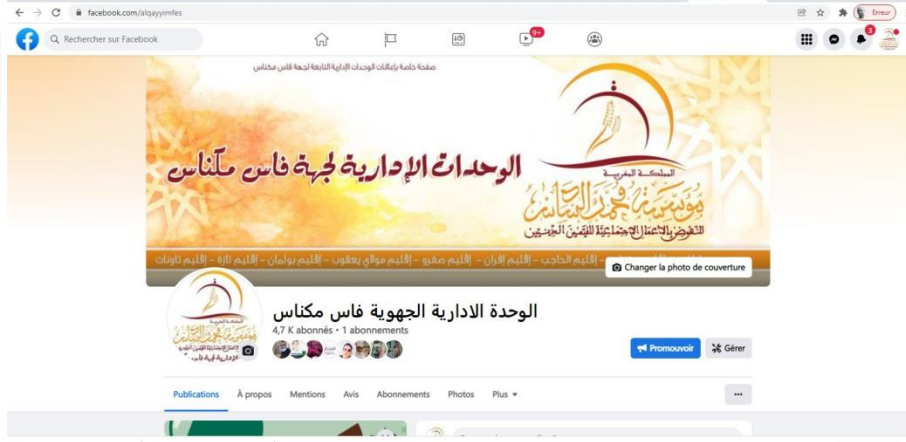 facebook.com/alqayyimfes
Erreur
Rechercher sur Facebook
9+
3
صفحة خاصة بإعلانات الوحدات الإدارية التابعة لجهة فاس مكناس
الوحدات الإدارية لجهة فاس مكناس
المملكة المغربية
مؤسسة محمد السادس
للنهوض بالأعمال الاجتماعية للقيمين الدينيين
إقليم الحاجب - إقليم إفران - إقليم صفرو - إقليم مولاي يعقوب - إقليم بولمان - إقليم تازة - إقليم تاونات
Changer la photo de couverture
الوحدة الادارية الجهوية فاس مكناس
4,7 K abonnés • 1 abonnements
Promouvoir
Gérer
Publications À propos Mentions Avis Abonnements Photos Plus